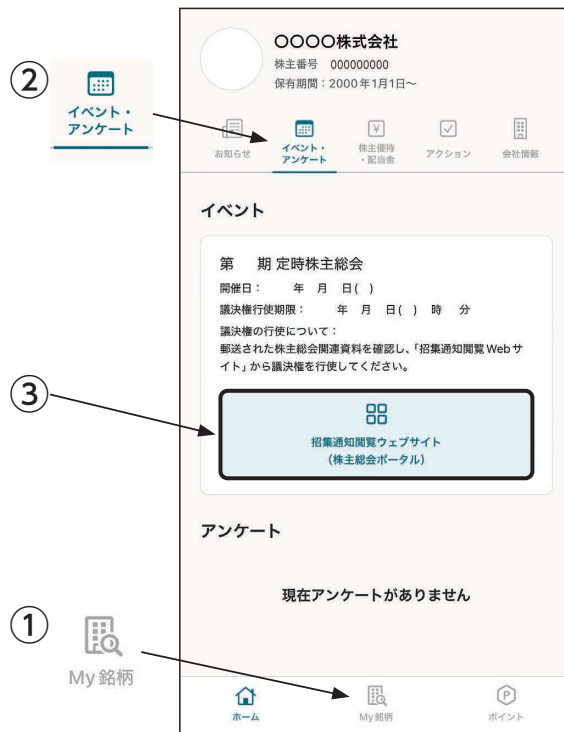 〇〇〇〇株式会社
株主番号 000000000
保有期間：2000年1月1日～
②
イベント・
アンケート
お知らせ
イベント・
アンケート
株主優待
・配当金
アクション
会社情報
イベント
第 期 定時株主総会
開催日： 年 月 日( )
議決権行使期限： 年 月 日( ) 時 分
議決権の行使について：
郵送された株主総会関連資料を確認し、「招集通知閲覧 Webサ
イト」から議決権を行使してください。
③
招集通知閲覧ウェブサイト
（株主総会ポータル）
アンケート
現在アンケートがありません
①
My 銘柄
ホーム
My 銘柄
P
ポイント